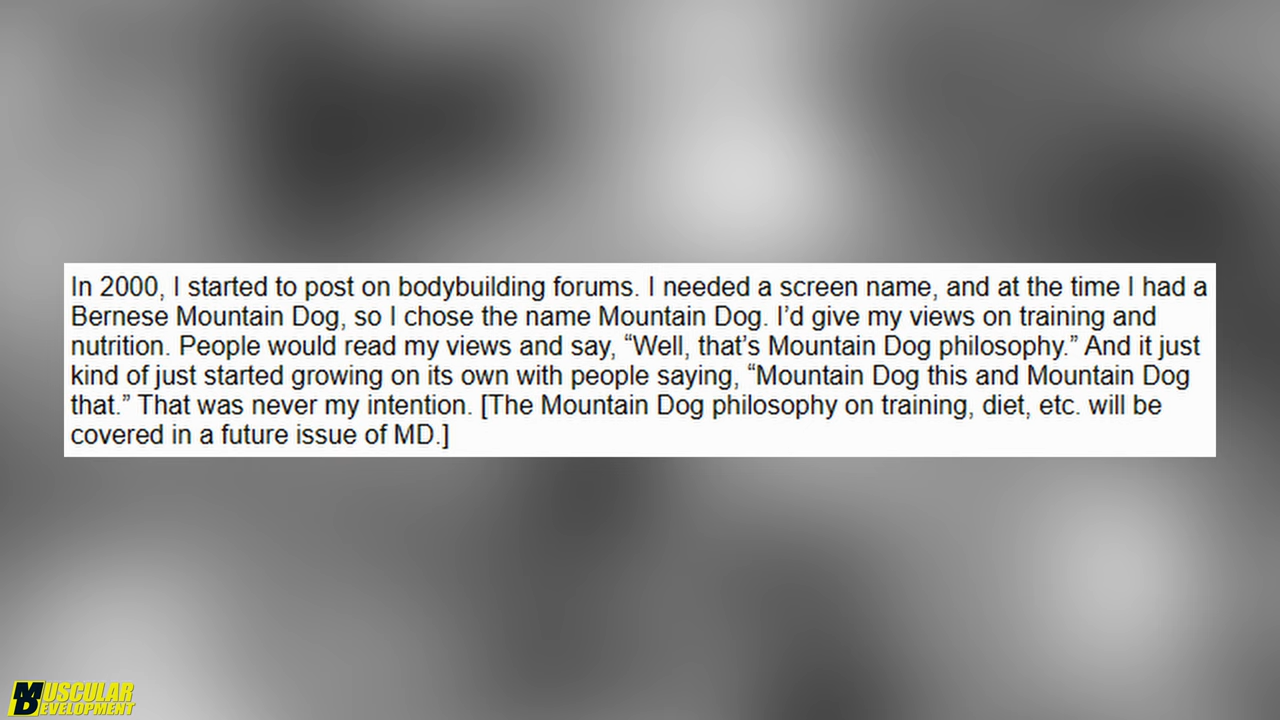 In 2000, I started to post on bodybuilding forums. I needed a screen name, and at the time I had a
Bernese Mountain Dog, so I chose the name Mountain Dog. I’d give my views on training and
nutrition. People would read my views and say, “Well, that’s Mountain Dog philosophy.” And it just
kind of just started growing on its own with people saying, “Mountain Dog this and Mountain Dog
that.” That was never my intention. [The Mountain Dog philosophy on training, diet, etc. will be
covered in a future issue of MD.]
MUSCULAR
DEVELOPMENT